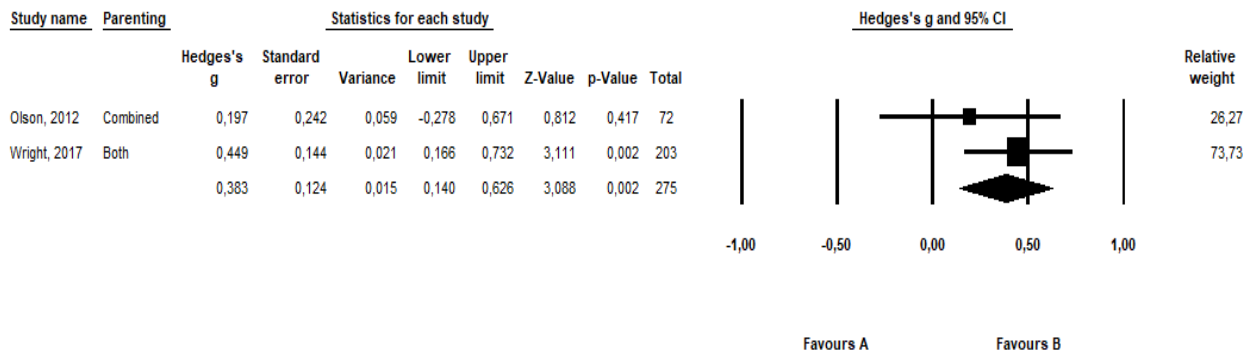 Study name Parenting Statistics for each study Hedges's g and 95% CI
Hedges's Standard Lower Upper Relative
g error Variance limit limit Z-Value p-Value Total weight
Olson, 2012 Combined 0,197 0,242 0,059 -0,278 0,671 0,812 0,417 72 26,27
Wright, 2017 Both 0,449 0,144 0,021 0,166 0,732 3,111 0,002 203 73,73
0,383 0,124 0,015 0,140 0,626 3,088 0,002 275
-1,00 -0,50 0,00 0,50 1,00
Favours A Favours B